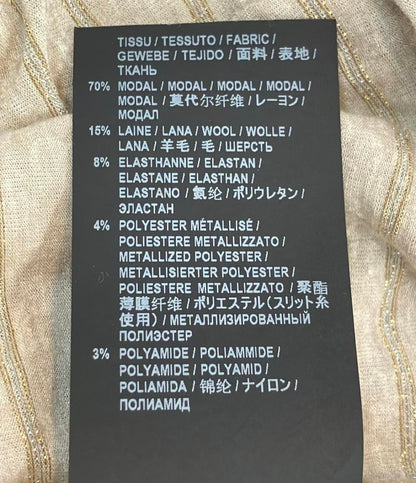 TISSU / TESSUTO / FABRIC /
GEWEBE / TEJIDO / 面料 / 表地 /
ТКАНЬ
70% MODAL / MODAL / MODAL / MODAL /
MODAL / 莫代尔纤维 / レーヨン /
МОДАЛ
15% LAINE / LANA / WOOL / WOLLE /
LANA / 羊毛 / 毛 / ШЕРСТЬ
8% ELASTHANNE / ELASTAN /
ELASTANE / ELASTHAN /
ELASTANO / 氨纶 / ポリウレタン /
ЭЛАСТАН
4% POLYESTER MÉTALLISÉ /
POLIESTERE METALLIZZATO /
METALLIZED POLYESTER /
METALLISIERTER POLYESTER /
POLIESTERE METALLIZZATO / 聚酯
薄膜纤维 / ポリエステル(スリット糸
使用) / МЕТАЛЛИЗИРОВАННЫЙ
ПОЛИЭСТЕР
3% POLYAMIDE / POLIAMMIDE /
POLYAMIDE / POLYAMID /
POLIAMIDA / 锦纶 / ナイロン /
ПОЛИАМИД